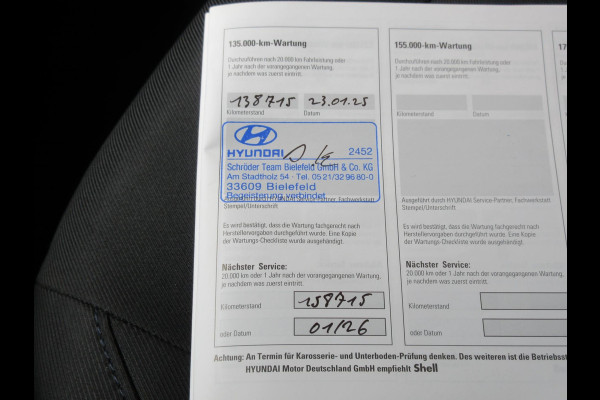 135.000-km-Wartung
Durchzuführen nach 20.000 km Fahrleistung oder
1 Jahr nach der vorangegangenen Wartung,
je nachdem was zuerst eintritt.
138715 23.01.25
Kilometerstand Datum
HYUNDAI 2452
Schröder Team Bielefeld GmbH & Co. KG
Am Stadtholz 54 · Tel. 05 21/32 96 80-0
33609 Bielefeld
Begeisterung verbindet
Stempel/Unterschrift
Es wird bestätigt, dass die Wartung fachgerecht nach
Herstellervorgaben durchgeführt wurde. Eine Kopie
der Wartungs-Checkliste wurde ausgehändigt.
Nächster Service:
20.000 km oder 1 Jahr nach der vorangegangenen Wartung,
je nachdem was zuerst eintritt.
Kilometerstand 158715
oder Datum 01/26
155.000-km-Wartung
Durchzuführen nach 20.000 km Fahrleistung oder
1 Jahr nach der vorangegangenen Wartung,
je nachdem was zuerst eintritt.
Kilometerstand Datum
Ausgeführt durch HYUNDAI Service-Partner, Fachwerkstatt
Stempel/Unterschrift
Es wird bestätigt, dass die Wartung fachgerecht nach
Herstellervorgaben durchgeführt wurde. Eine Kopie
der Wartungs-Checkliste wurde ausgehändigt.
Nächster Service:
20.000 km oder 1 Jahr nach der vorangegangenen Wartung,
je nachdem was zuerst eintritt.
Kilometerstand
oder Datum
17
Achtung: An Termin für Karosserie- und Unterboden-Prüfung denken. Des weiteren ist die Betriebsst
HYUNDAI Motor Deutschland GmbH empfiehlt Shell